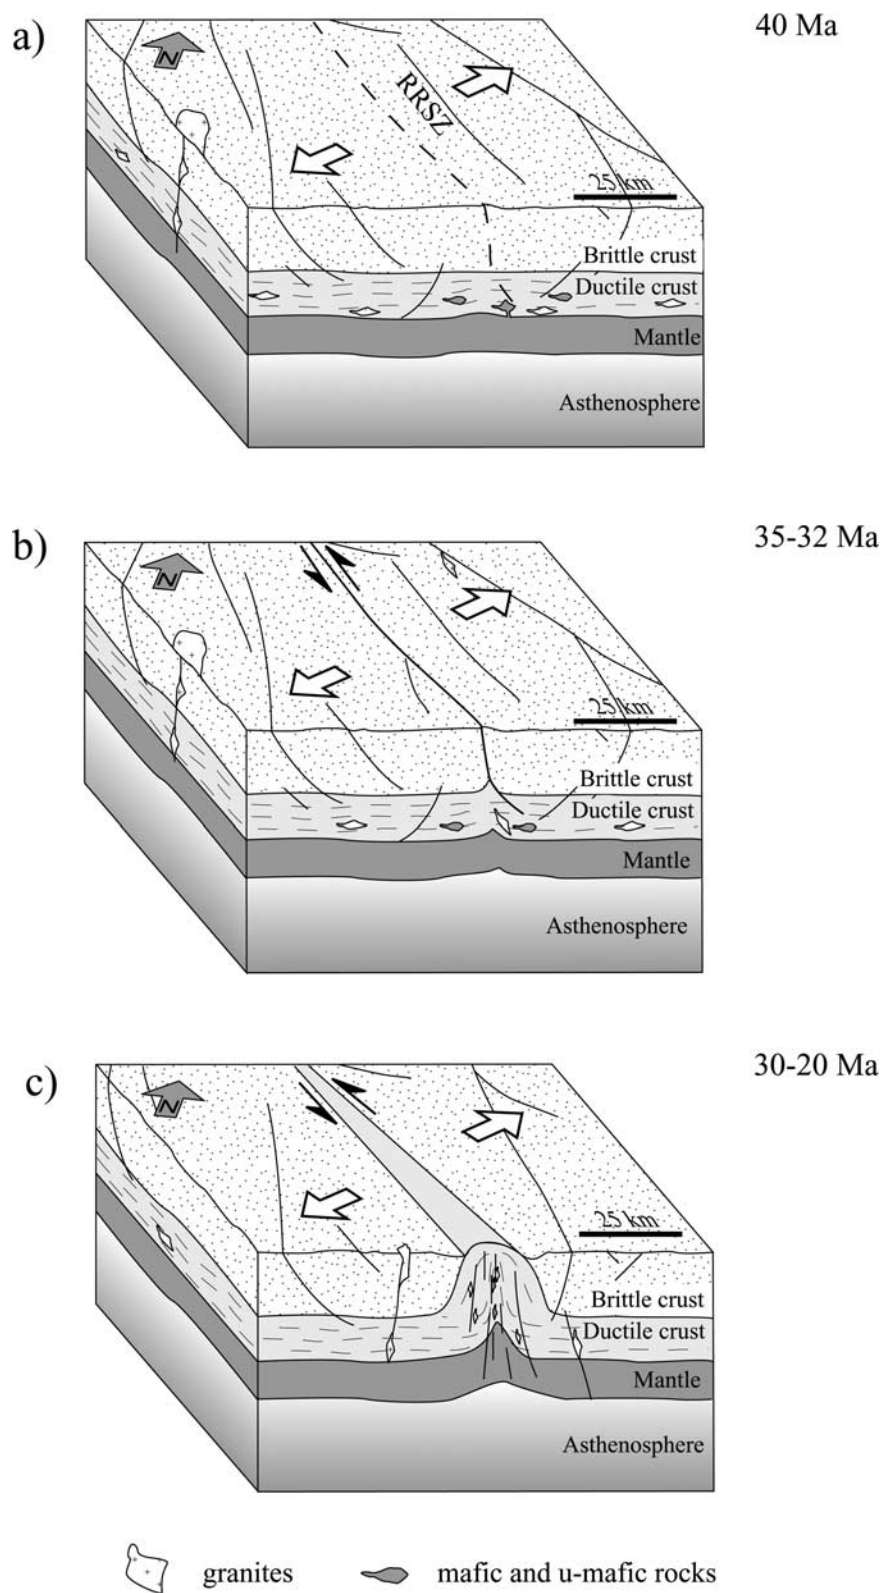 a)
40 Ma
N
RRSZ
25 km
Brittle crust
Ductile crust
Mantle
Asthenosphere
b)
35-32 Ma
N
25 km
Brittle crust
Ductile crust
Mantle
Asthenosphere
c)
30-20 Ma
N
25 km
Brittle crust
Ductile crust
Mantle
Asthenosphere
granites
mafic and u-mafic rocks